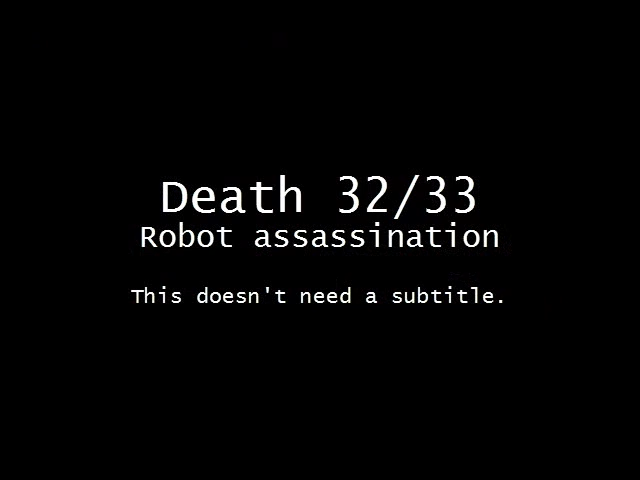 Death 32/33
Robot assassination
This doesn't need a subtitle.